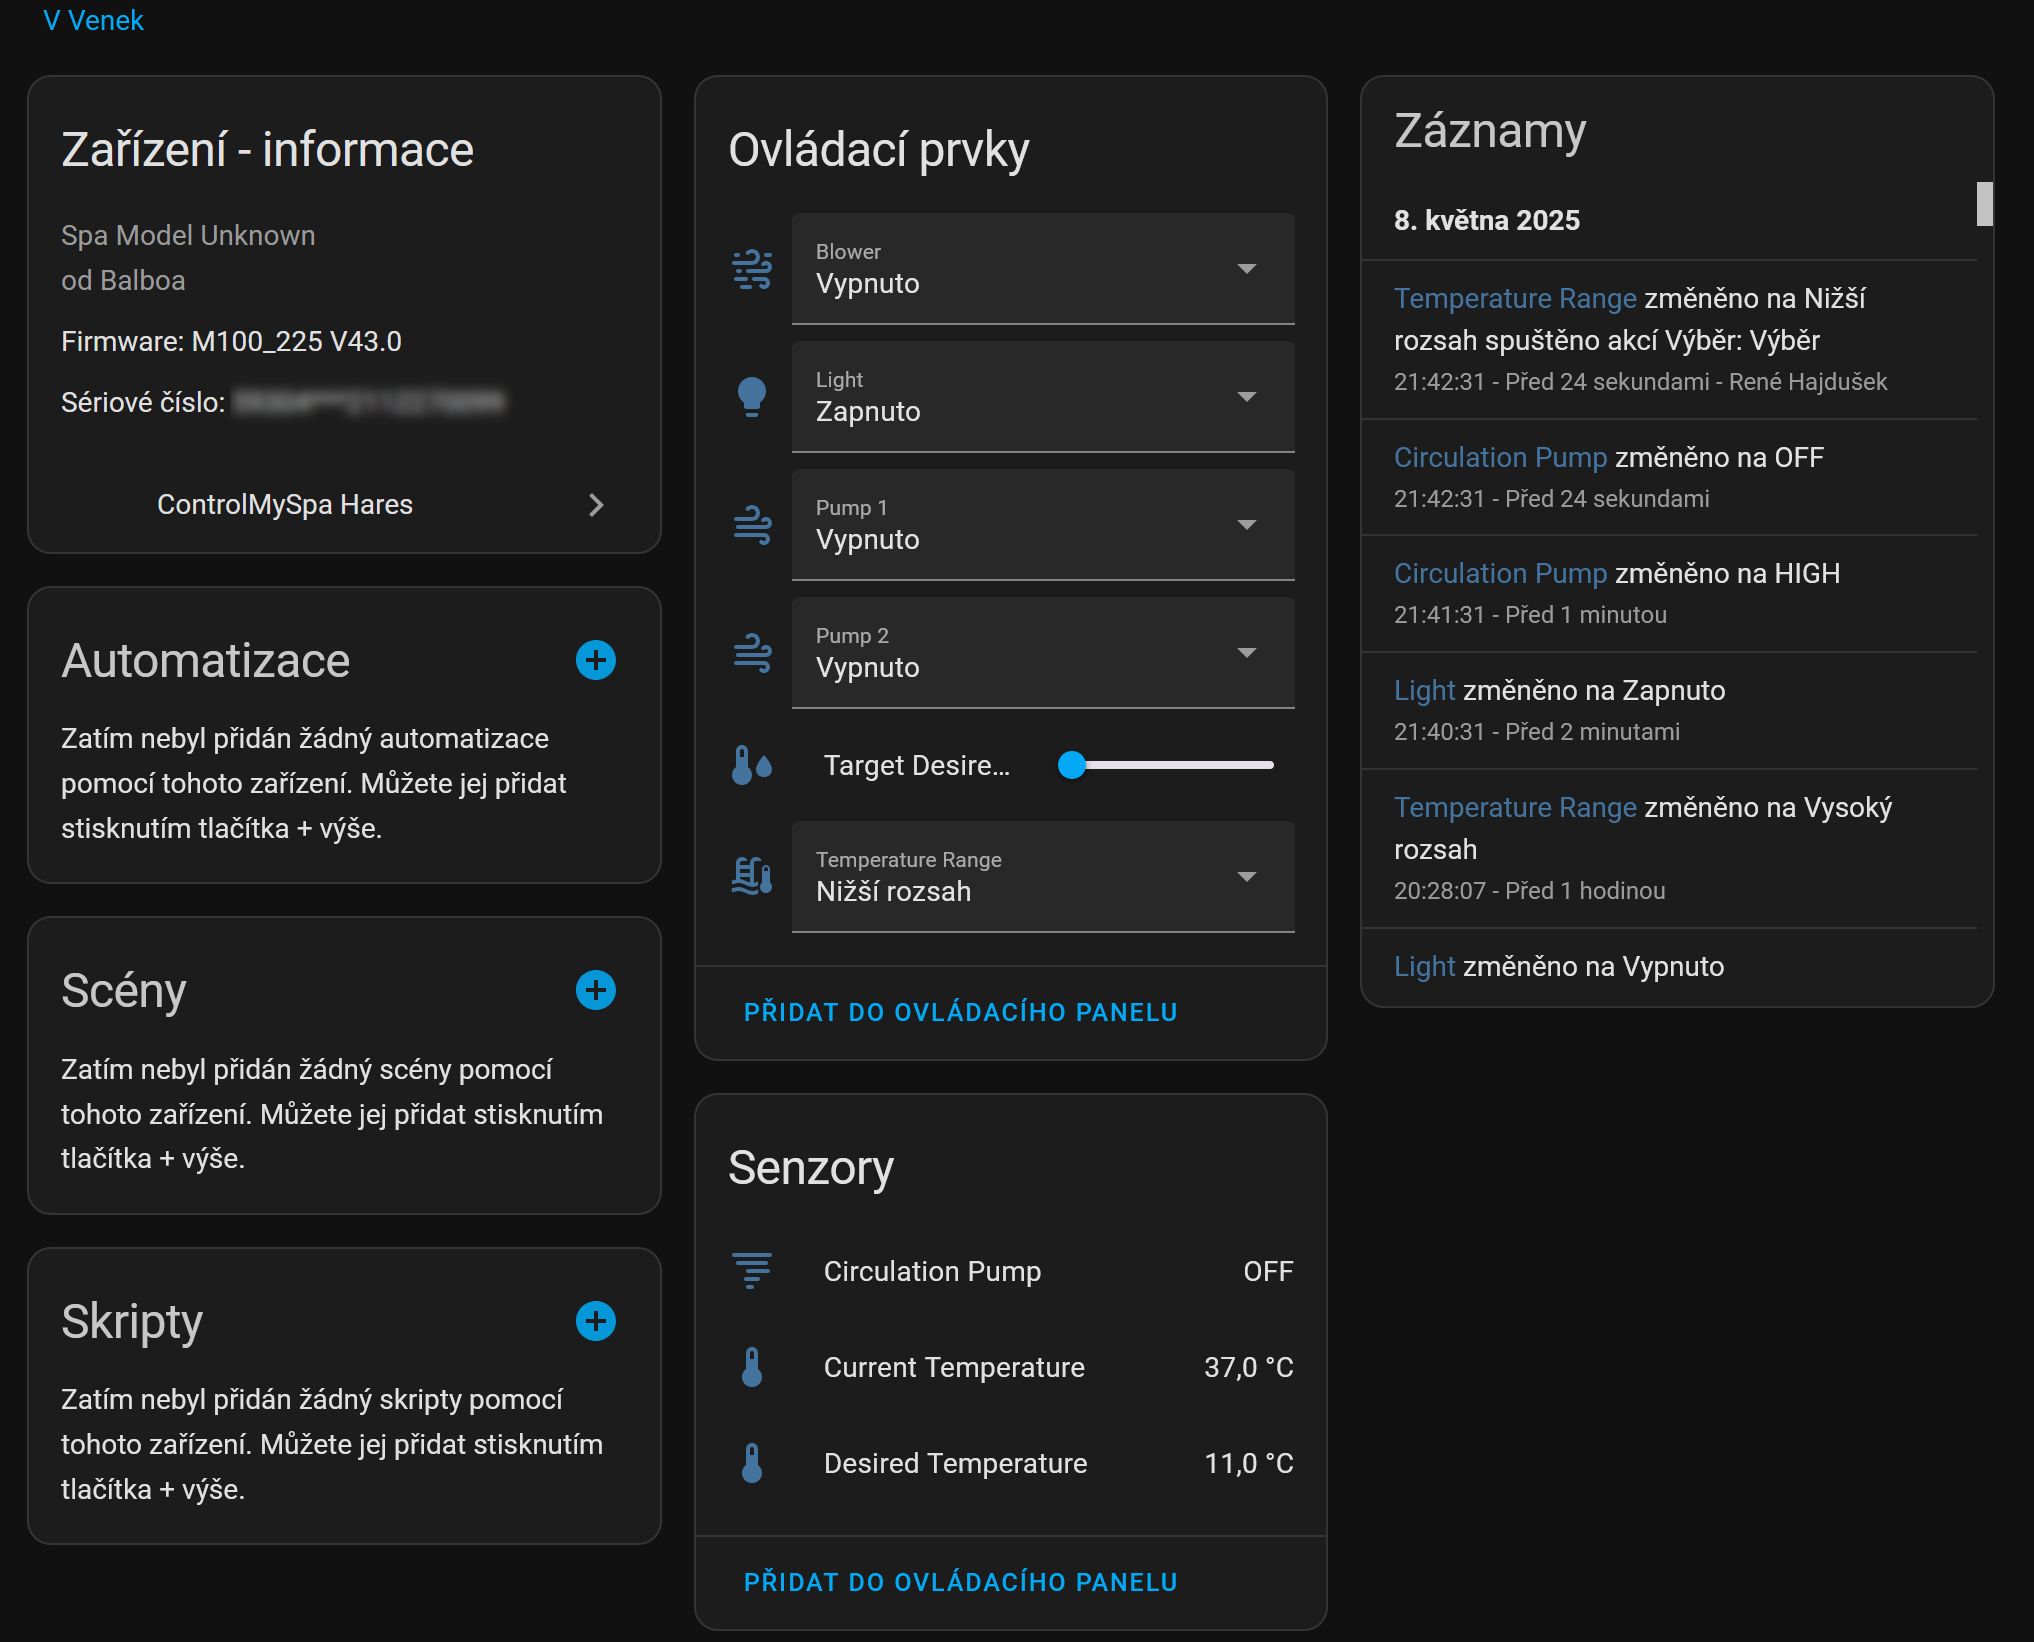 V Venek
Zařízení - informace
Spa Model Unknown
od Balboa
Firmware: M100_225 V43.0
Sériové číslo:
ControlMySpa Hares
Automatizace
Zatím nebyl přidán žádný automatizace
pomocí tohoto zařízení. Můžete jej přidat
stisknutím tlačítka + výše.
Scény
Zatím nebyl přidán žádný scény pomocí
tohoto zařízení. Můžete jej přidat stisknutím
tlačítka + výše.
Skripty
Zatím nebyl přidán žádný skripty pomocí
tohoto zařízení. Můžete jej přidat stisknutím
tlačítka + výše.
Ovládací prvky
Blower
Vypnuto
Light
Zapnuto
Pump 1
Vypnuto
Pump 2
Vypnuto
Target Desire...
Temperature Range
Nižší rozsah
PŘIDAT DO OVLÁDACÍHO PANELU
Senzory
Circulation Pump OFF
Current Temperature 37,0 °C
Desired Temperature 11,0 °C
PŘIDAT DO OVLÁDACÍHO PANELU
Záznamy
8. května 2025
Temperature Range změněno na Nižší
rozsah spuštěno akcí Výběr: Výběr
21:42:31 - Před 24 sekundami - René Hajdušek
Circulation Pump změněno na OFF
21:42:31 - Před 24 sekundami
Circulation Pump změněno na HIGH
21:41:31 - Před 1 minutou
Light změněno na Zapnuto
21:40:31 - Před 2 minutami
Temperature Range změněno na Vysoký
rozsah
20:28:07 - Před 1 hodinou
Light změněno na Vypnuto